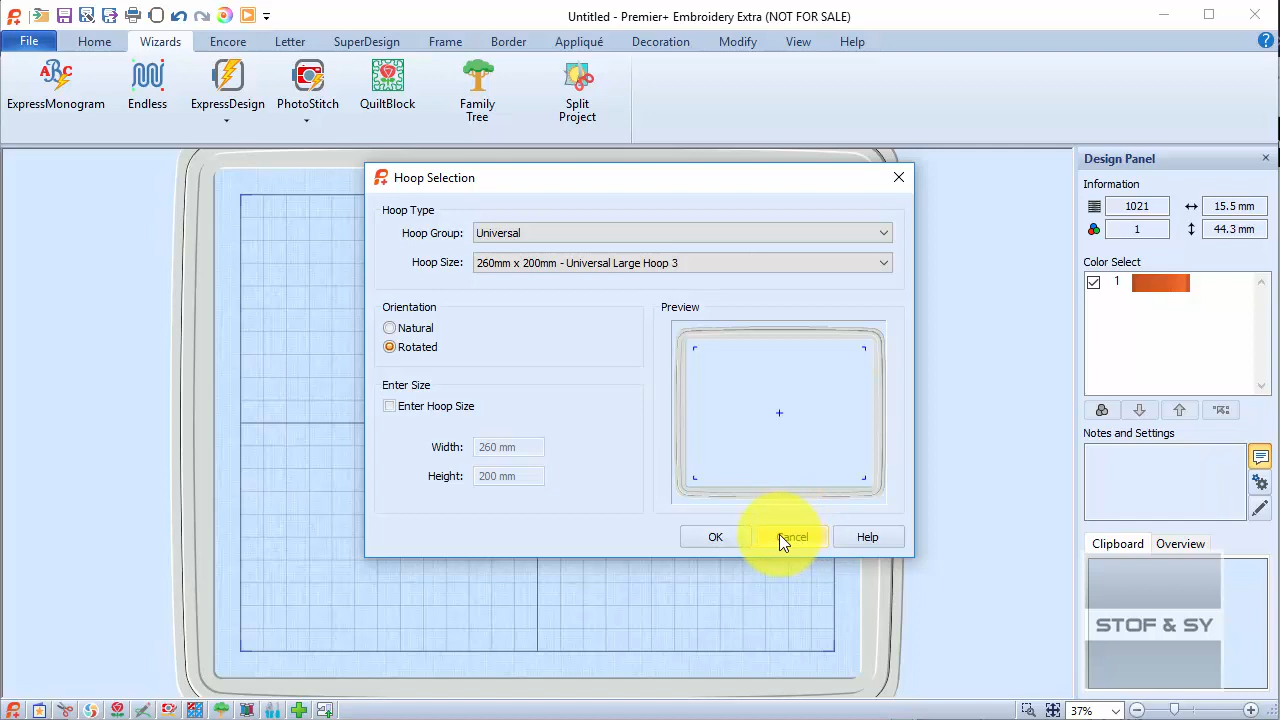 Untitled - Premier+ Embroidery Extra (NOT FOR SALE)
File Home Wizards Encore Letter SuperDesign Frame Border Appliqué Decoration Modify View Help
ABC
ExpressMonogram Endless ExpressDesign PhotoStitch QuiltBlock Family Tree Split Project
Hoop Selection
Hoop Type
Hoop Group: Universal
Hoop Size: 260mm x 200mm - Universal Large Hoop 3
Orientation
Natural
Rotated
Enter Size
Enter Hoop Size
Width: 260 mm
Height: 200 mm
Preview
OK Cancel Help
Design Panel
Information
1021 15.5 mm
1 44.3 mm
Color Select
1
Notes and Settings
Clipboard Overview
STOF & SY
37%